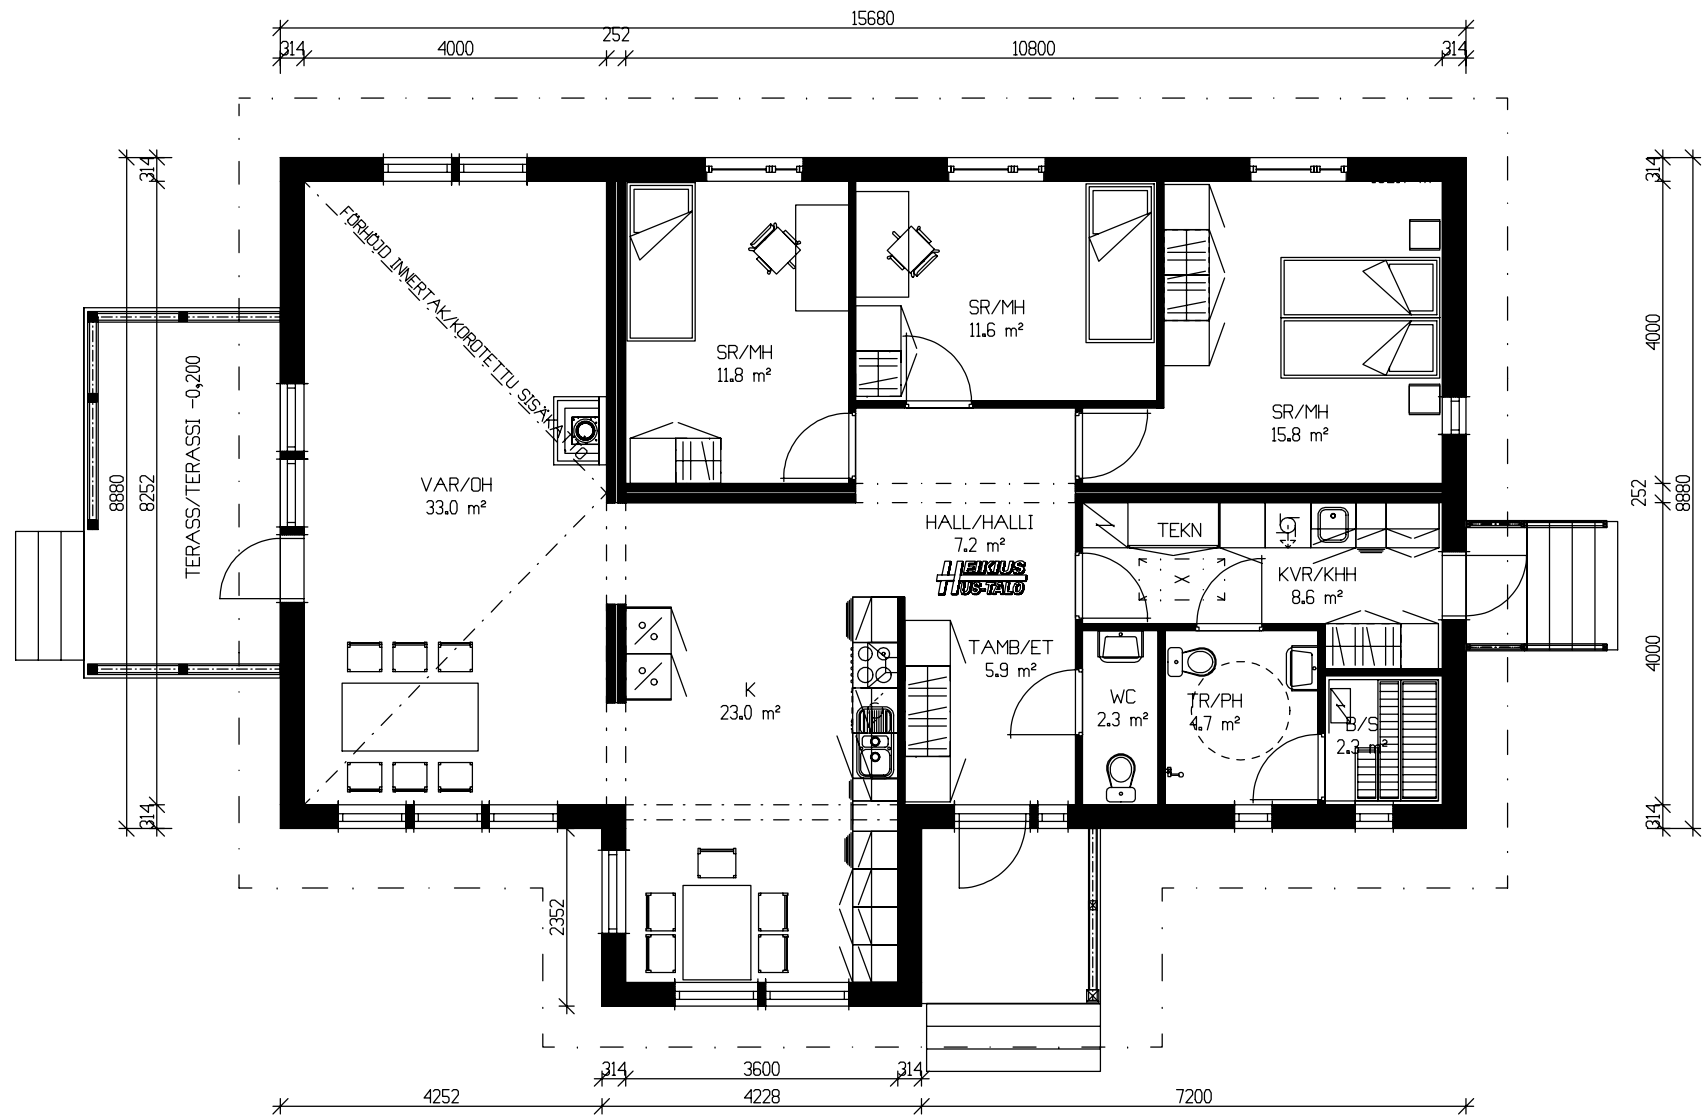 15680
314
4000
252
10800
314
FÖRHÖJD INNERTAK/KOROTETTU SISÄKATTO
SR/MH
11.8 m²
SR/MH
11.6 m²
SR/MH
15.8 m²
314
8880
8252
314
TERASS/TERASSI -0,200
VAR/OH
33.0 m²
HALL/HALLI
7.2 m²
HEIKIUS
HUS-TALO
TEKN
X
KVR/KHH
8.6 m²
TAMB/ET
5.9 m²
K
23.0 m²
WC
2.3 m²
TR/PH
4.7 m²
B/S
2.3 m²
314
4000
252
4000
314
8880
2352
314
3600
314
4252
4228
7200